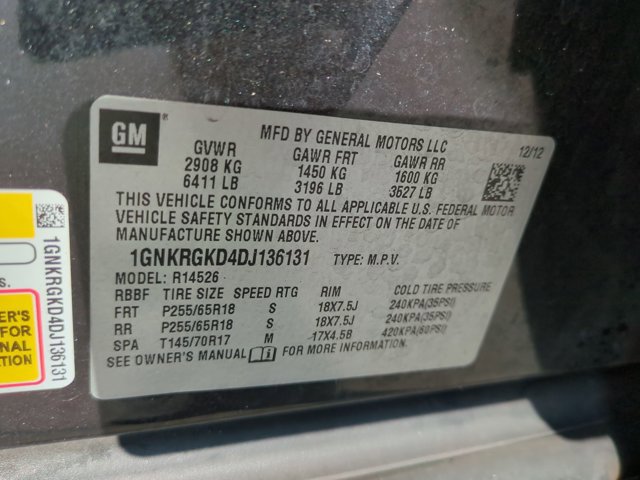 GM ®
MFD BY GENERAL MOTORS LLC
12/12
GVWR GAWR FRT GAWR RR
2908 KG 1450 KG 1600 KG
6411 LB 3196 LB 3527 LB
THIS VEHICLE CONFORMS TO ALL APPLICABLE U.S. FEDERAL MOTOR
VEHICLE SAFETY STANDARDS IN EFFECT ON THE DATE OF
MANUFACTURE SHOWN ABOVE.
1GNKRGKD4DJ136131 TYPE: M.P.V.
MODEL: R14526
RBBF TIRE SIZE SPEED RTG RIM COLD TIRE PRESSURE
FRT P255/65R18 S 18X7.5J 240KPA(35PSI)
RR P255/65R18 S 18X7.5J 240KPA(35PSI)
SPA T145/70R17 M 17X4.5B 420KPA(60PSI)
SEE OWNER'S MANUAL FOR MORE INFORMATION.
1GNKRGKD4DJ136131
ER'S
FOR
NAL
TION